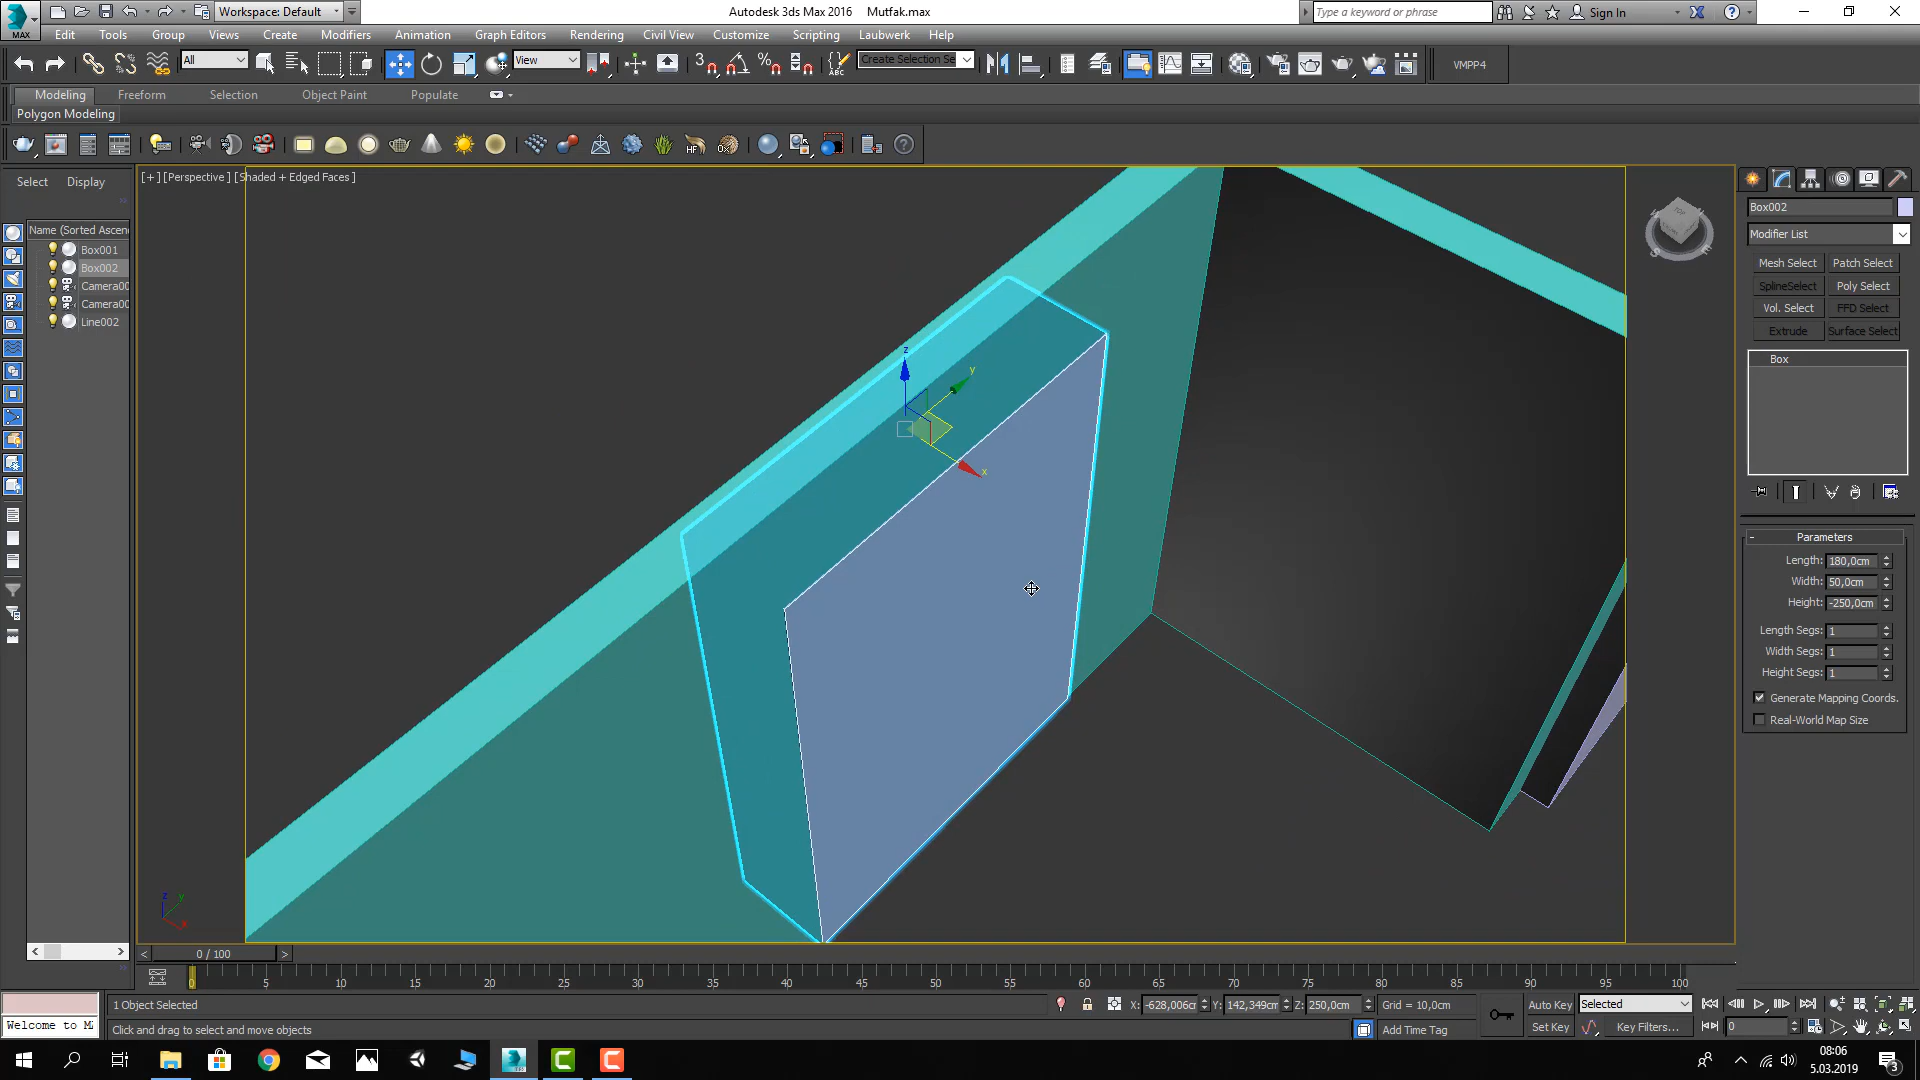 Workspace: Default
Autodesk 3ds Max 2016 Mutfak.max
Type a keyword or phrase
Sign In
MAX
Edit Tools Group Views Create Modifiers Animation Graph Editors Rendering Civil View Customize Scripting Laubwerk Help
All
View
3
ABC
Create Selection Se
VMPP4
Modeling Freeform Selection Object Paint Populate
Polygon Modeling
HF
[+] [Perspective] [Shaded + Edged Faces]
Select Display
Name (Sorted Ascen
Box001
Box002
Camera00
Camera00
Line002
z
y
x
TOP
S
E
z
y
x
Box002
Modifier List
Mesh Select Patch Select
SplineSelect Poly Select
Vol. Select FFD Select
Extrude Surface Select
Box
- Parameters
Length: 180,0cm
Width: 50,0cm
Height: -250,0cm
Length Segs: 1
Width Segs: 1
Height Segs: 1
Generate Mapping Coords.
Real-World Map Size
0 / 100
0 5 10 15 20 25 30 35 40 45 50 55 60 65 70 75 80 85 90 95 100
1 Object Selected
X: -628,006c Y: 142,349cm Z: 250,0cm Grid = 10,0cm
Auto Key Selected
Welcome to M
Click and drag to select and move objects
Add Time Tag
Set Key Key Filters...
0
08:06
5.03.2019
3